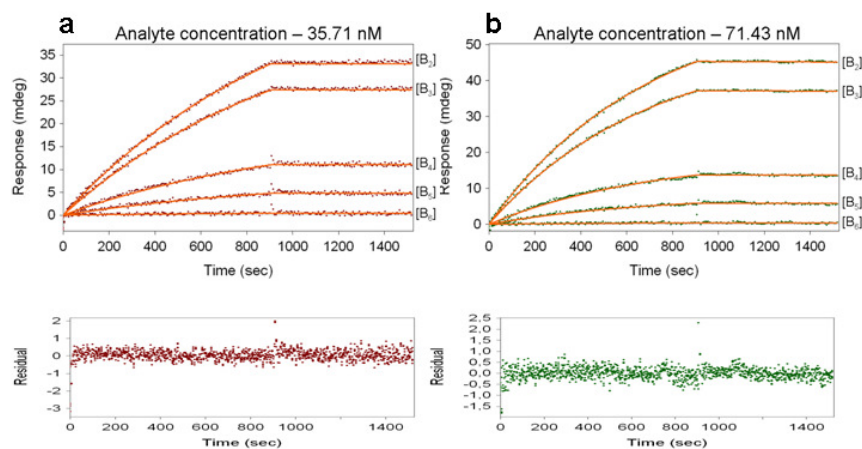 a
Analyte concentration – 35.71 nM
Response (mdeg)
35
30
25
20
15
10
5
0
[B₂]
[B₃]
[B₄]
[B₅]
[B₆]
0 200 400 600 800 1000 1200 1400
Time (sec)
Residual
2
1
0
-1
-2
-3
0 200 400 600 800 1000 1400
Time (sec)
b
Analyte concentration – 71.43 nM
Response (mdeg)
50
40
30
20
10
0
[B₂]
[B₃]
[B₄]
[B₅]
[B₆]
0 200 400 600 800 1000 1200 1400
Time (sec)
Residual
2.5
2.0
1.5
1.0
0.5
0.0
-0.5
-1.0
-1.5
0 200 400 600 800 1000 1400
Time (sec)